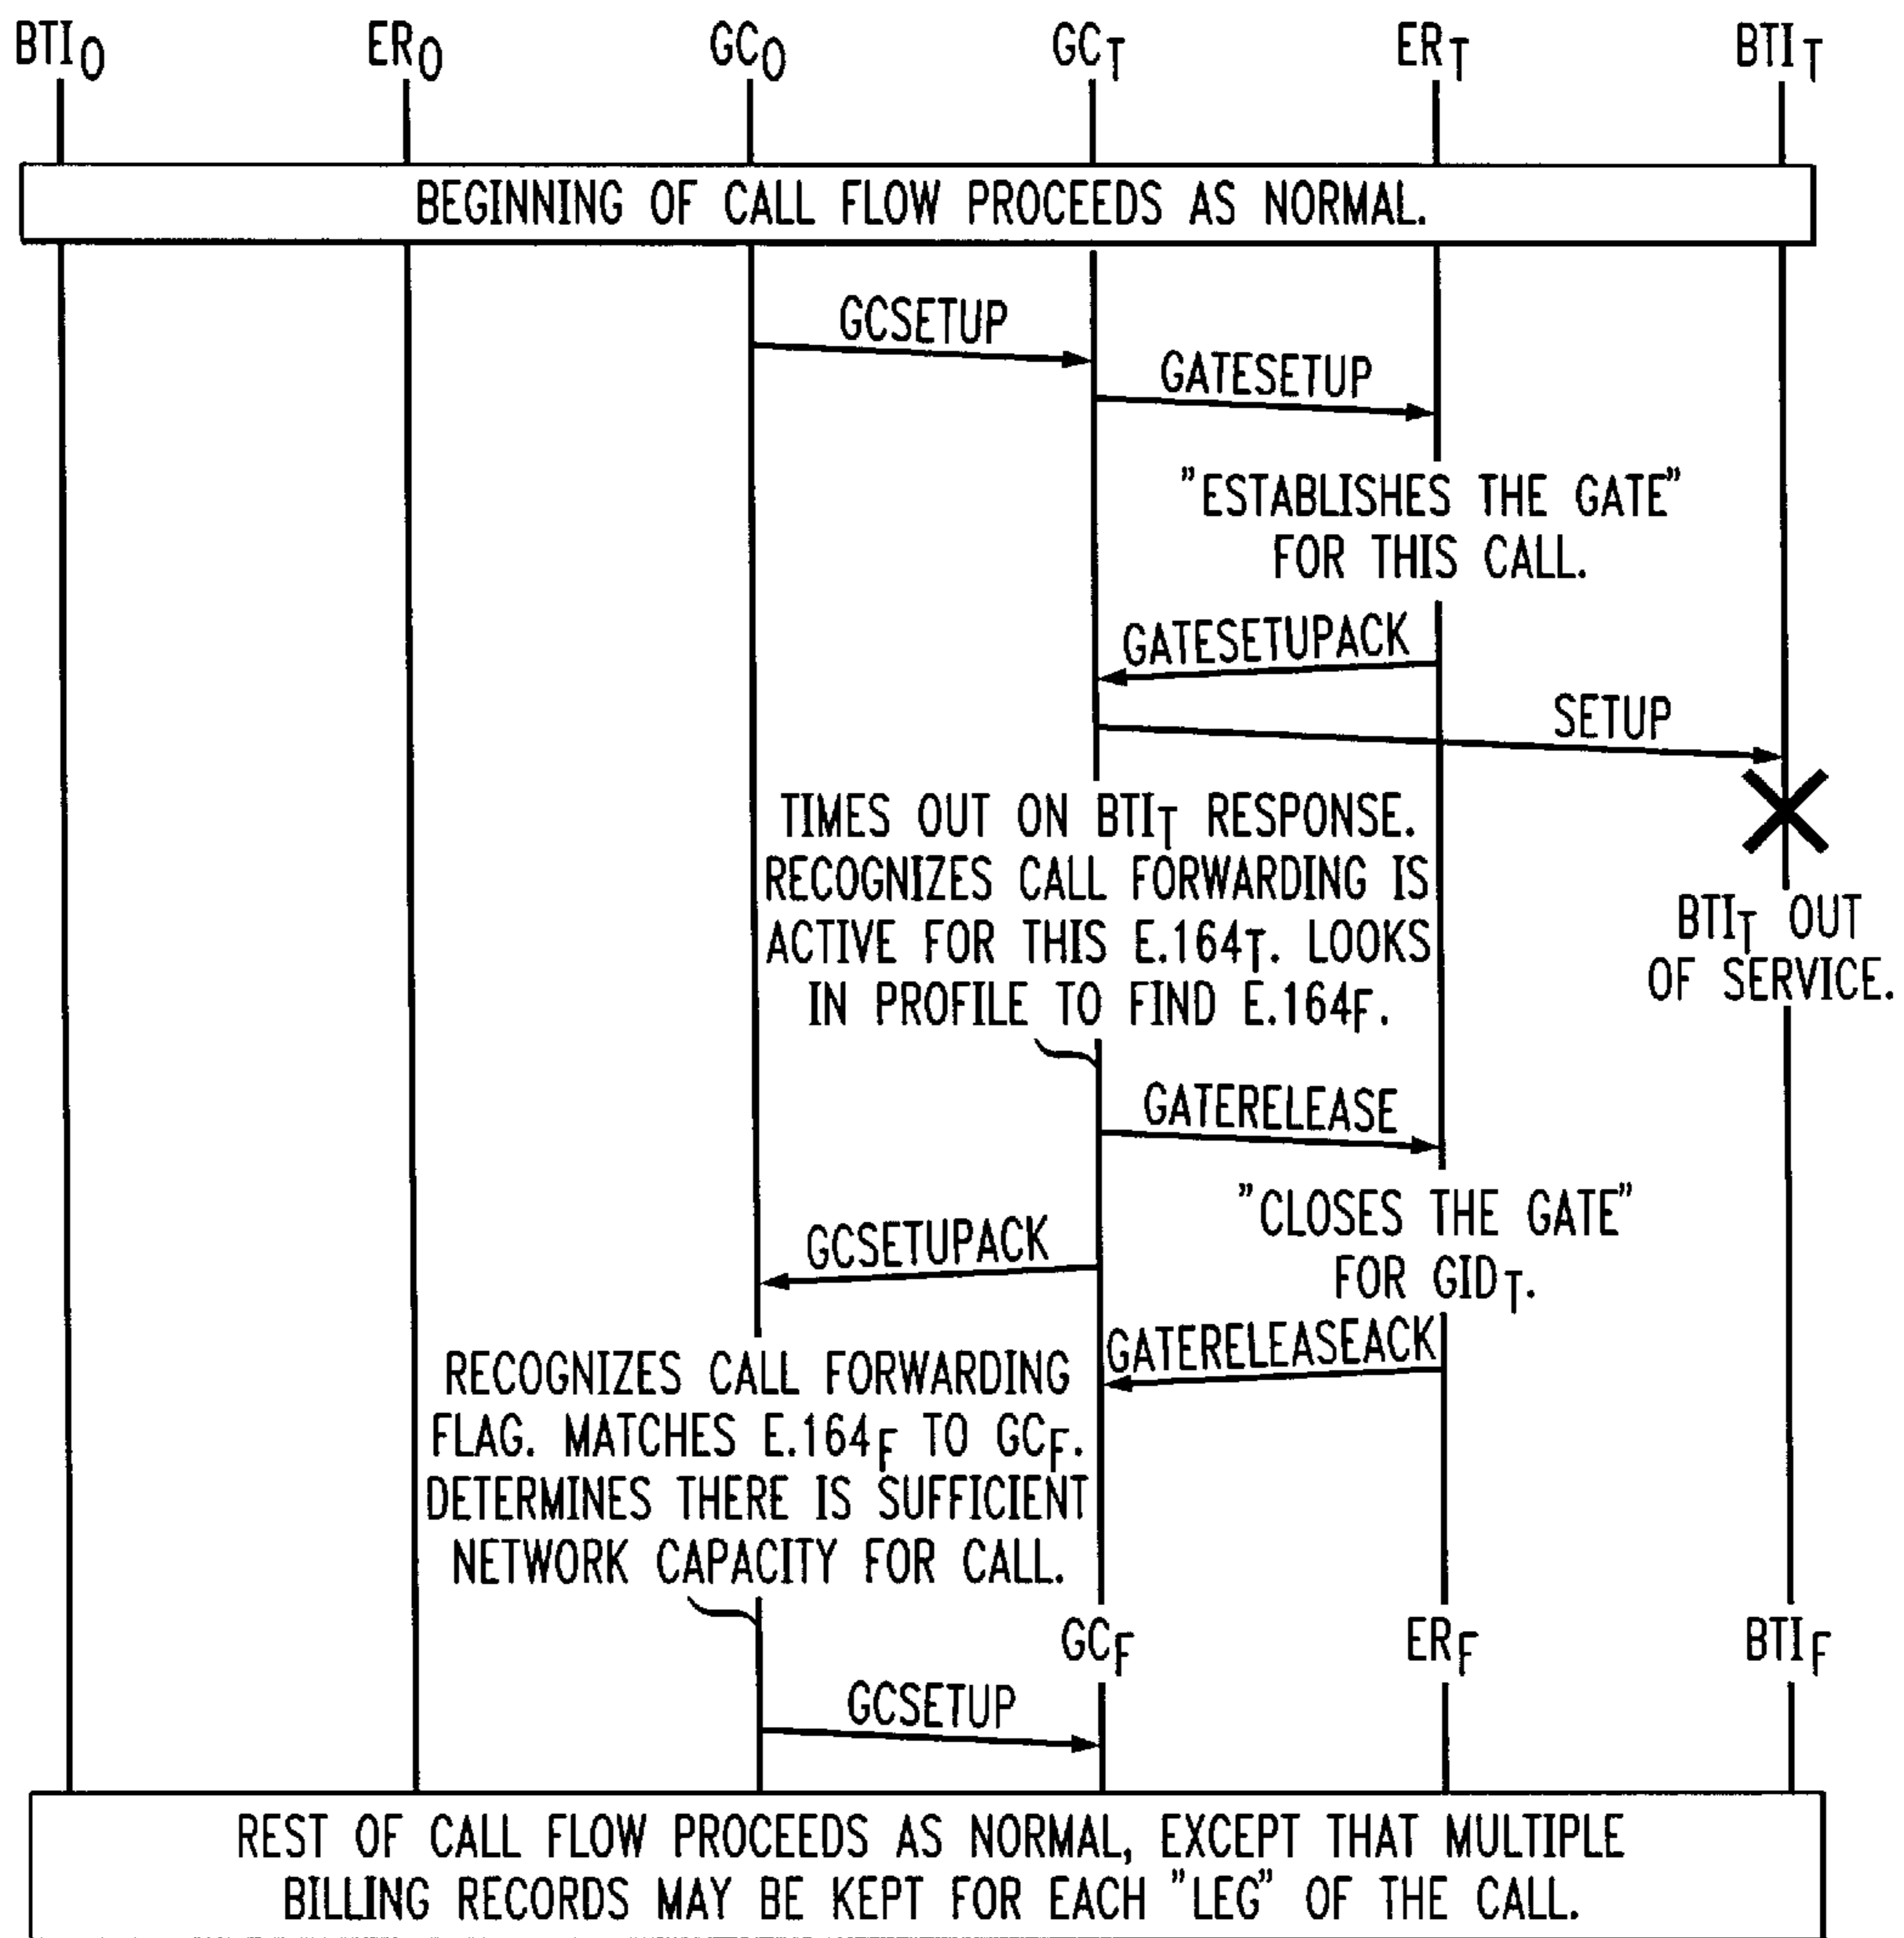 BTIO ERO GCO GCT ERT BTIT
BEGINNING OF CALL FLOW PROCEEDS AS NORMAL.
GCSETUP
GATESETUP
"ESTABLISHES THE GATE"
FOR THIS CALL.
GATESETUPACK
SETUP
TIMES OUT ON BTIT RESPONSE.
RECOGNIZES CALL FORWARDING IS
ACTIVE FOR THIS E.164T. LOOKS
IN PROFILE TO FIND E.164F.
BTIT OUT
OF SERVICE.
GATERELEASE
"CLOSES THE GATE"
FOR GIDT.
GCSETUPACK
GATERELEASEACK
RECOGNIZES CALL FORWARDING
FLAG. MATCHES E.164F TO GCF.
DETERMINES THERE IS SUFFICIENT
NETWORK CAPACITY FOR CALL.
GCF ERF BTIF
GCSETUP
REST OF CALL FLOW PROCEEDS AS NORMAL, EXCEPT THAT MULTIPLE
BILLING RECORDS MAY BE KEPT FOR EACH "LEG" OF THE CALL.